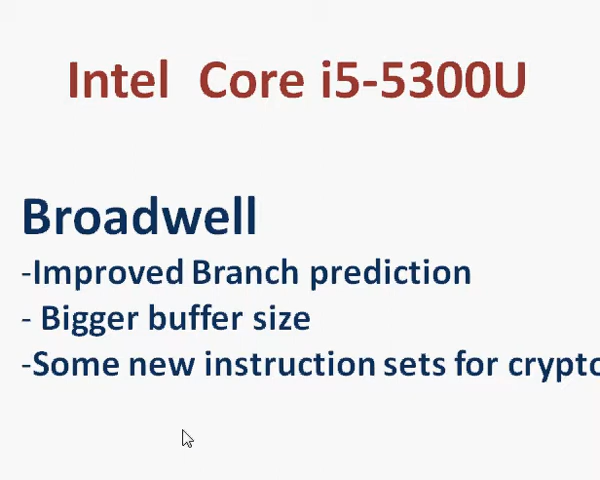 Intel Core i5-5300U
Broadwell
-Improved Branch prediction
- Bigger buffer size
-Some new instruction sets for crypto